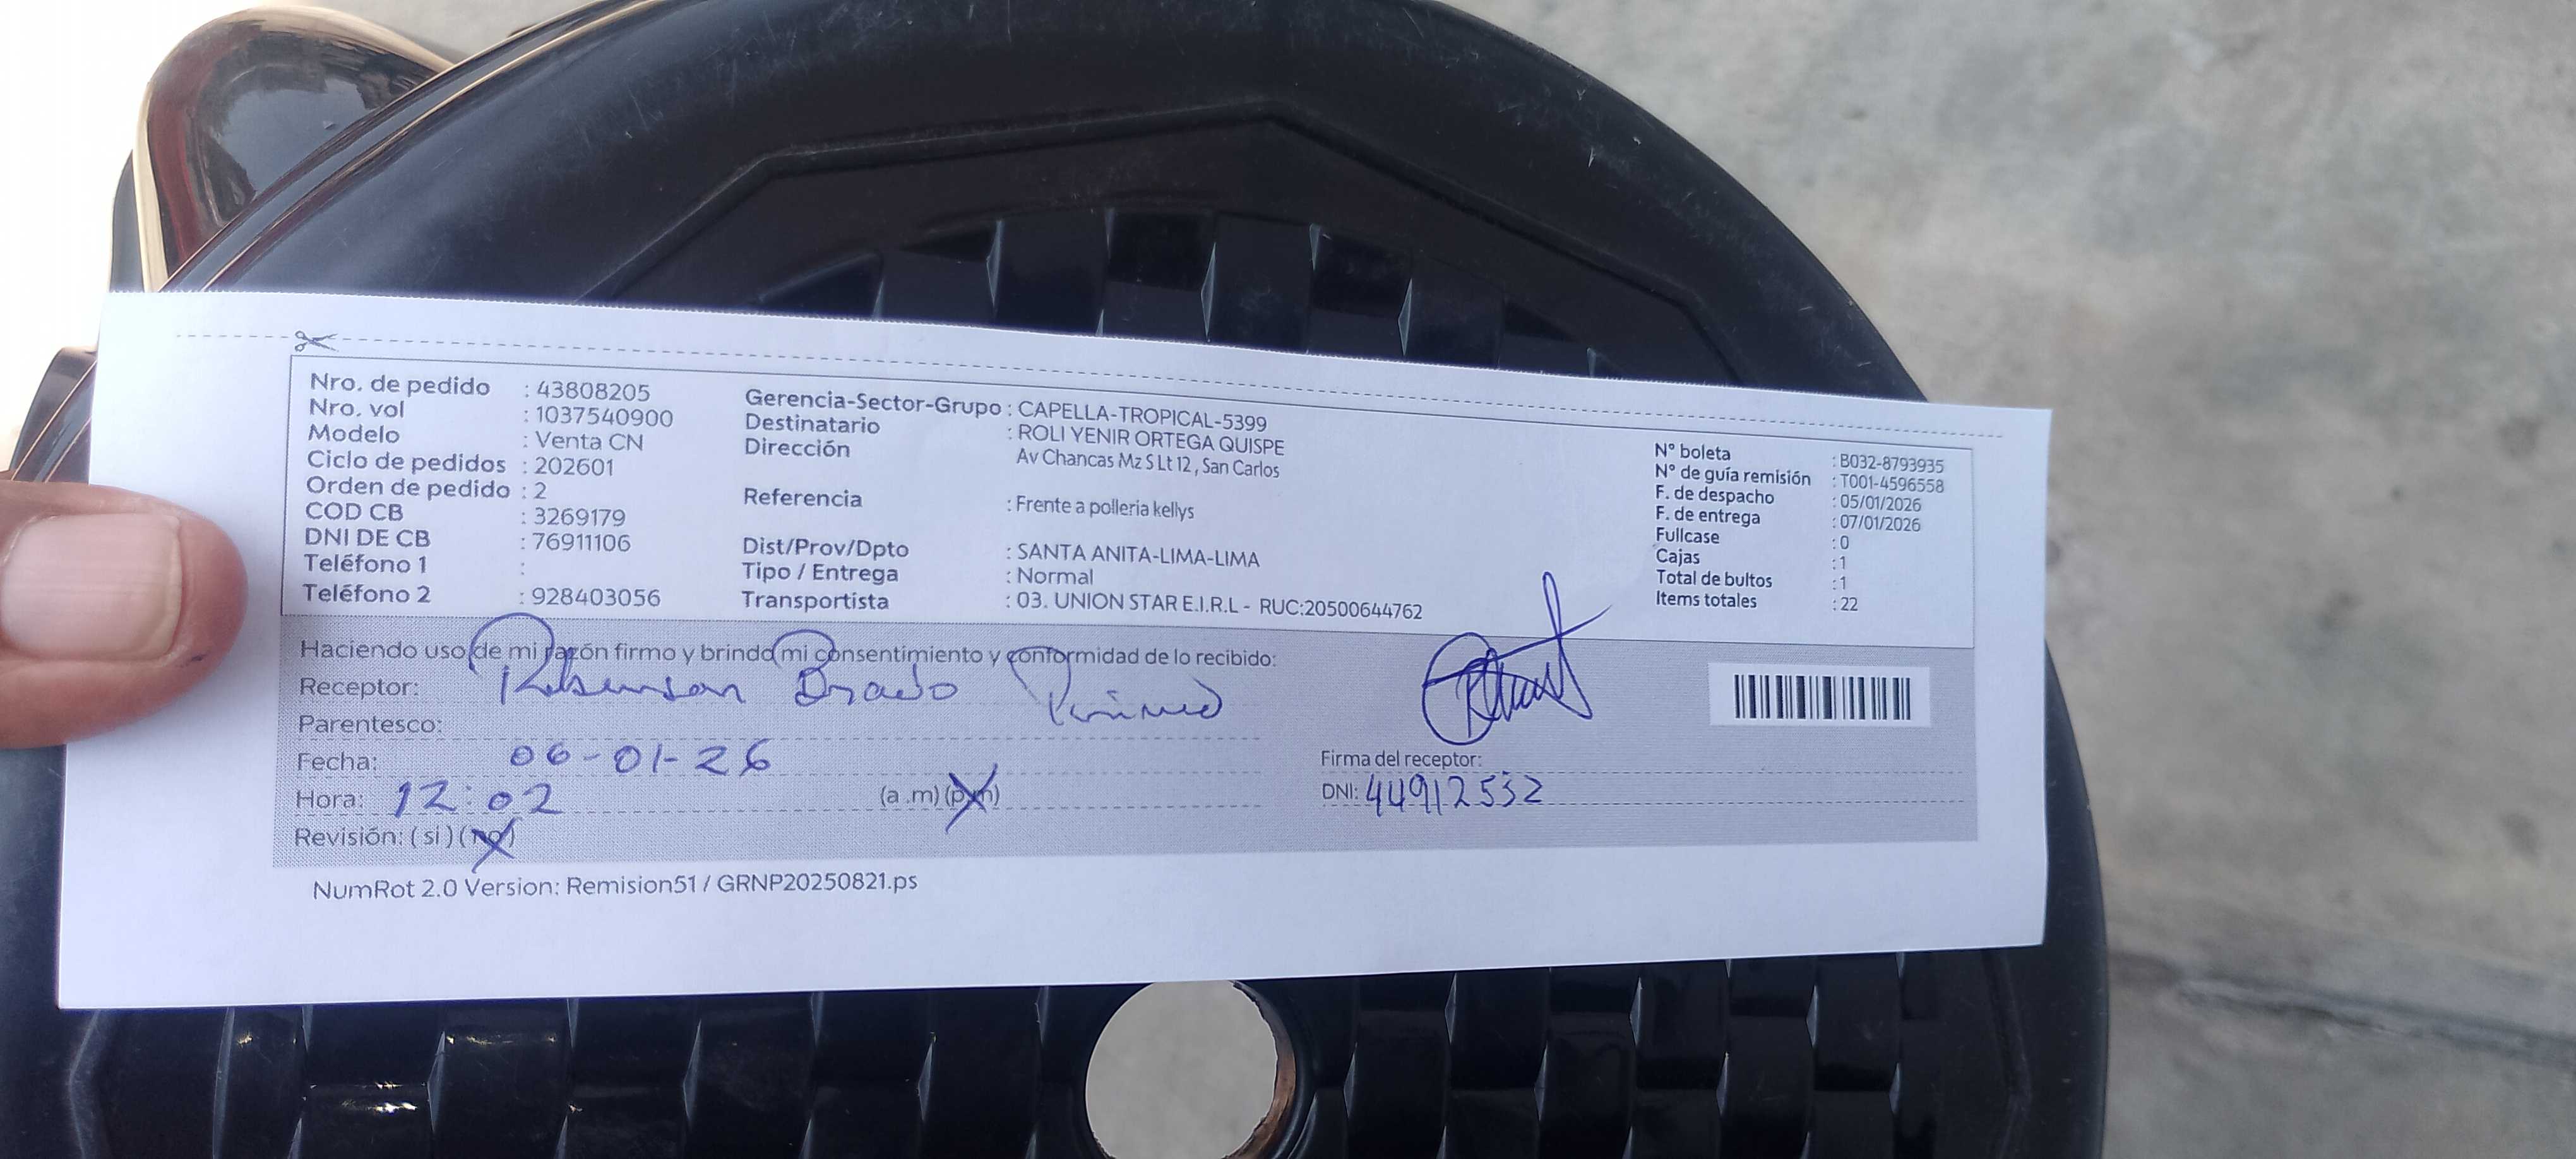 Nro. de pedido : 43808205
Nro. vol : 1037540900
Modelo : Venta CN
Ciclo de pedidos : 202601
Orden de pedido : 2
COD CB : 3269179
DNI DE CB : 76911106
Teléfono 1 :
Teléfono 2 : 928403056
Gerencia-Sector-Grupo : CAPELLA-TROPICAL-5399
Destinatario : ROLI YENIR ORTEGA QUISPE
Dirección Av Chancas Mz S Lt 12 , San Carlos
Referencia : Frente a polleria kellys
Dist/Prov/Dpto : SANTA ANITA-LIMA-LIMA
Tipo / Entrega : Normal
Transportista : 03. UNION STAR E.I.R.L - RUC:20500644762
N° boleta : B032-8793935
N° de guía remisión : T001-4596558
F. de despacho : 05/01/2026
F. de entrega : 07/01/2026
Fullcase : 0
Cajas : 1
Total de bultos : 1
Items totales : 22
Haciendo uso de mi razón firmo y brindo mi consentimiento y conformidad de lo recibido:
Receptor: Robinson
Parentesco:
Fecha: 06-01-26
Hora: 12:02 (a .m) (p.m)
Revisión: ( si ) ( no )
Firma del receptor:
DNI: 44912532
NumRot 2.0 Version: Remision51 / GRNP20250821.ps